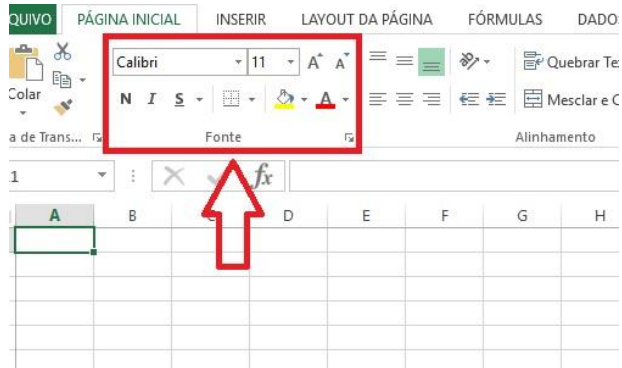 QUIVO PÁGINA INICIAL INSERIR LAYOUT DA PÁGINA FÓRMULAS DADOS
Calibri 11 A A Quebrar Te
Colar N I S A Mesclar e C
a de Trans... Fonte Alinhamento
1 fx
A B C D E F G H